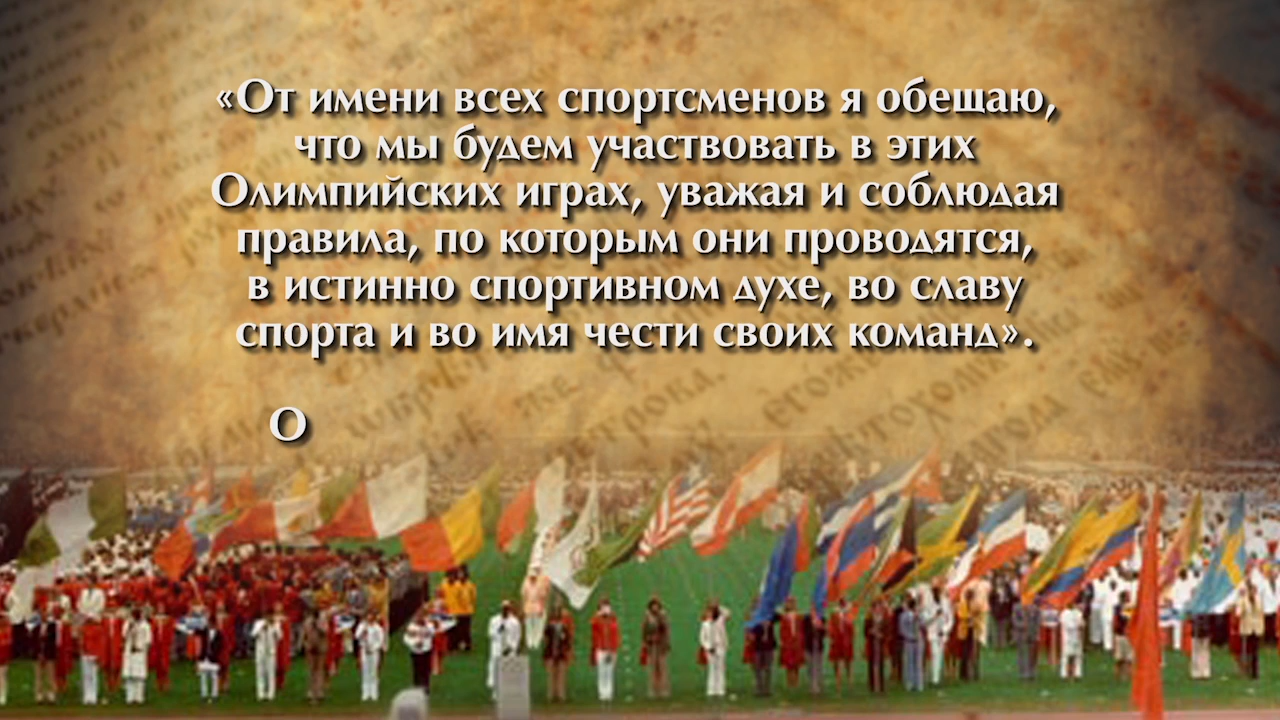 «От имени всех спортсменов я обещаю,
что мы будем участвовать в этих
Олимпийских играх, уважая и соблюдая
правила, по которым они проводятся,
в истинно спортивном духе, во славу
спорта и во имя чести своих команд».
О